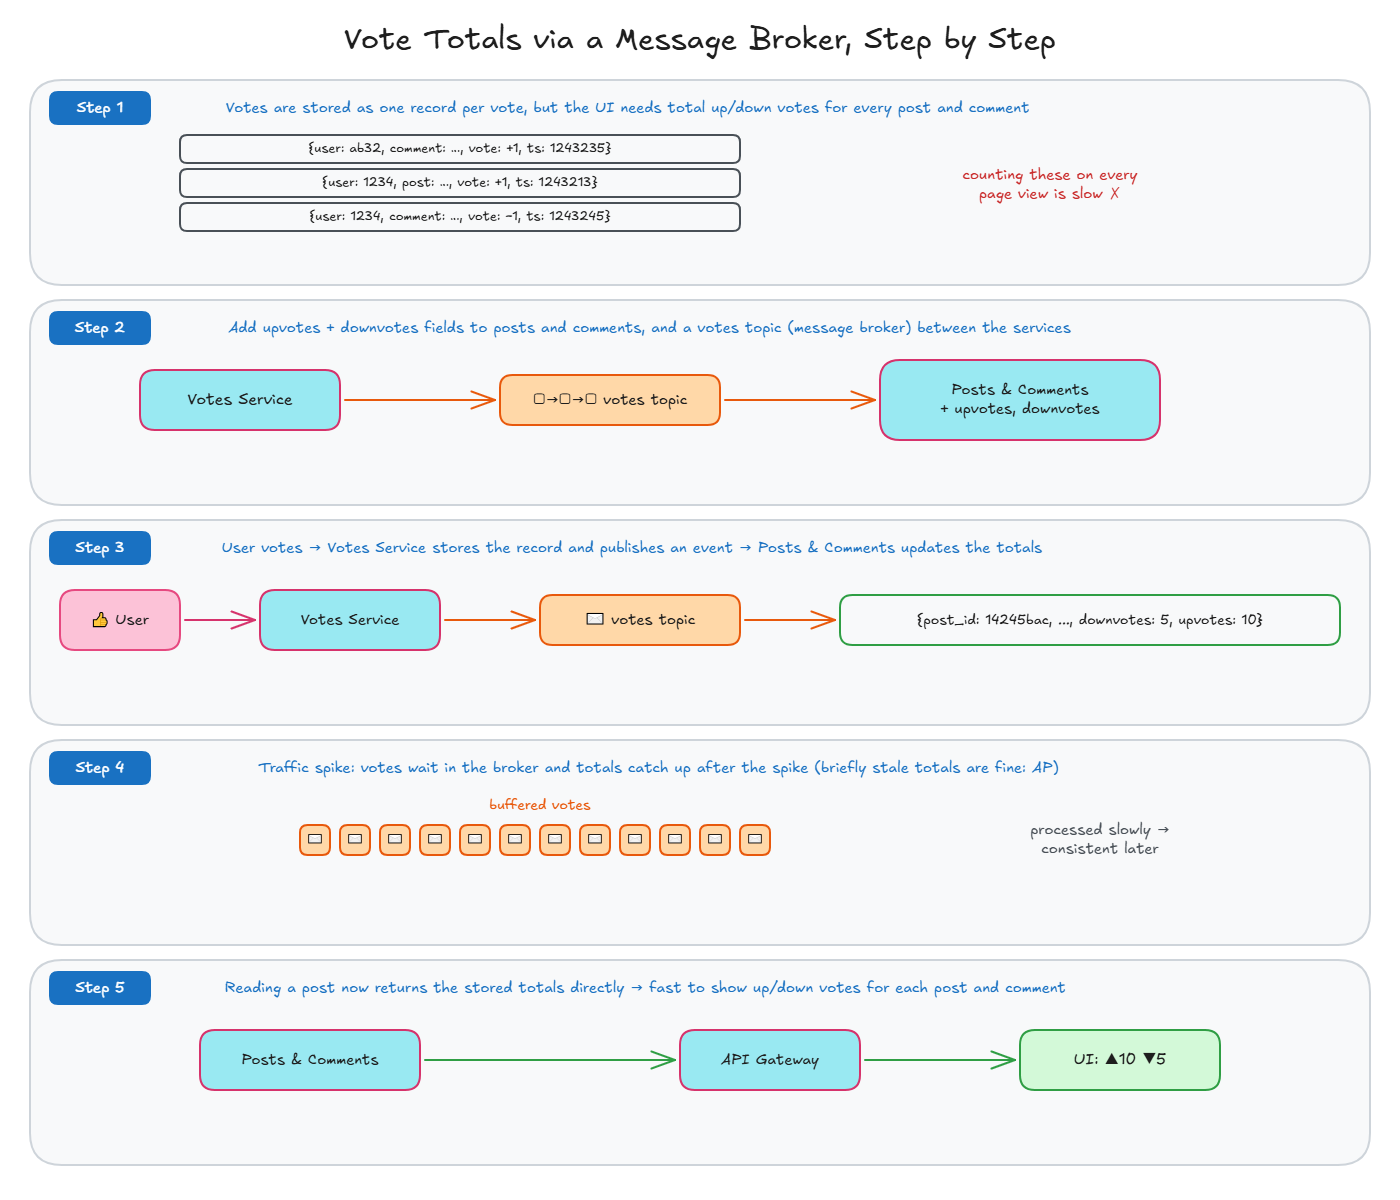 Vote Totals via a Message Broker, Step by Step
Step 1
Votes are stored as one record per vote, but the UI needs total up/down votes for every post and comment
{user: ab32, comment: ..., vote: +1, ts: 1243235}
{user: 1234, post: ..., vote: +1, ts: 1243213}
{user: 1234, comment: ..., vote: −1, ts: 1243245}
counting these on every
page view is slow ✗
Step 2
Add upvotes + downvotes fields to posts and comments, and a votes topic (message broker) between the services
Votes Service
▢→▢→▢ votes topic
Posts & Comments
+ upvotes, downvotes
Step 3
User votes → Votes Service stores the record and publishes an event → Posts & Comments updates the totals
👍 User
Votes Service
✉ votes topic
{post_id: 14245bac, ..., downvotes: 5, upvotes: 10}
Step 4
Traffic spike: votes wait in the broker and totals catch up after the spike (briefly stale totals are fine: AP)
buffered votes
processed slowly →
consistent later
Step 5
Reading a post now returns the stored totals directly → fast to show up/down votes for each post and comment
Posts & Comments
API Gateway
UI: ▲10 ▼5